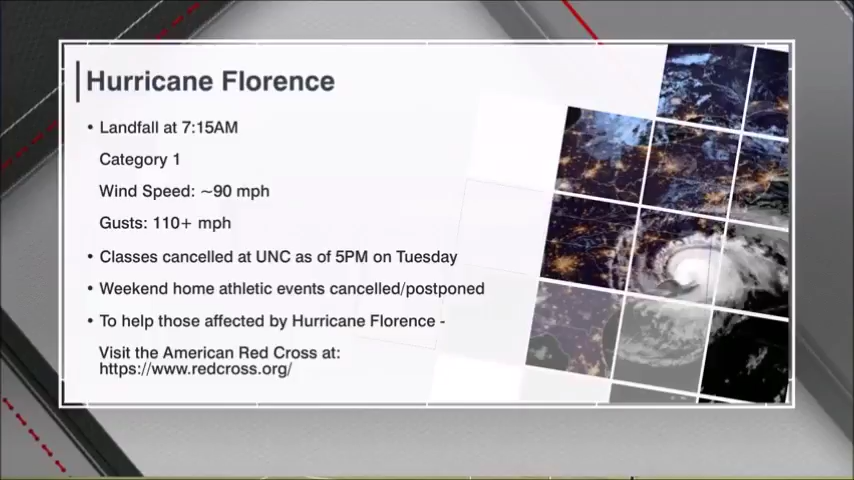 Hurricane Florence
• Landfall at 7:15AM
Category 1
Wind Speed: ~90 mph
Gusts: 110+ mph
• Classes cancelled at UNC as of 5PM on Tuesday
• Weekend home athletic events cancelled/postponed
• To help those affected by Hurricane Florence -
Visit the American Red Cross at:
https://www.redcross.org/